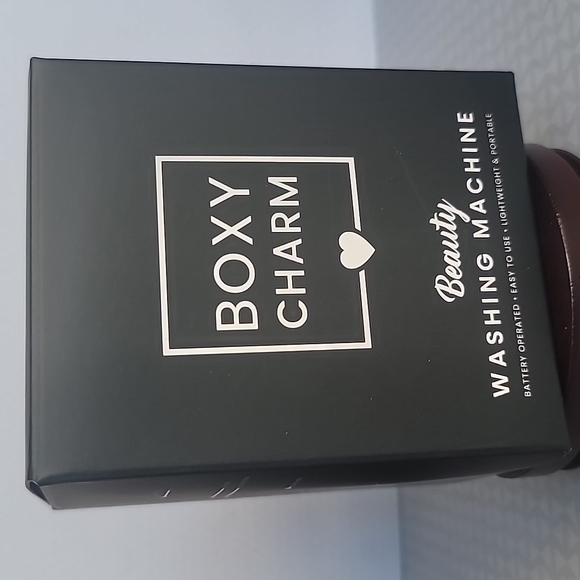 BOXY
CHARM
Beauty
WASHING MACHINE
BATTERY OPERATED • EASY TO USE • LIGHTWEIGHT & PORTABLE